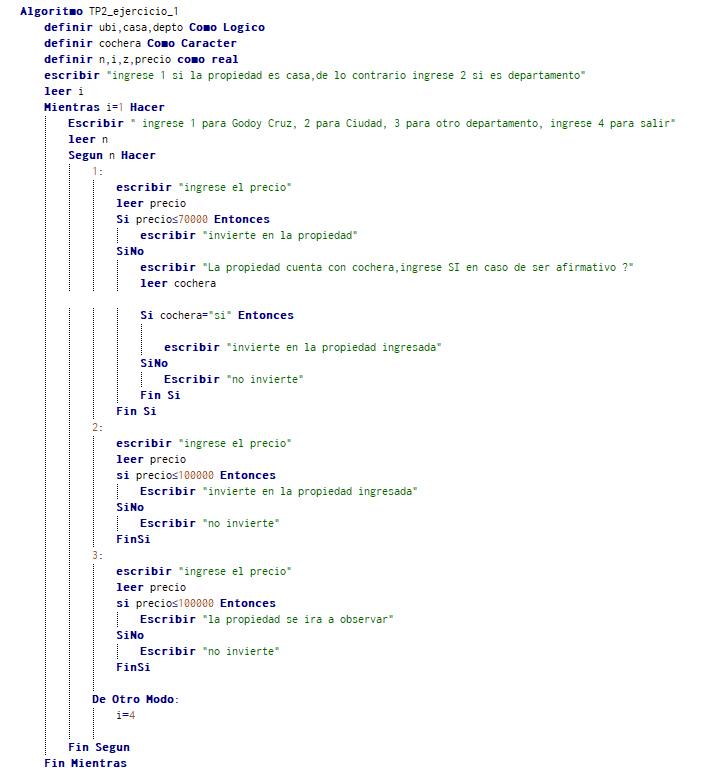 Algoritmo TP2_ejercicio_1
definir ubi,casa,depto Como Logico
definir cochera Como Caracter
definir n,i,z,precio como real
escribir "ingrese 1 si la propiedad es casa,de lo contrario ingrese 2 si es departamento"
leer i
Mientras i=1 Hacer
Escribir " ingrese 1 para Godoy Cruz, 2 para Ciudad, 3 para otro departamento, ingrese 4 para salir"
leer n
Segun n Hacer
1:
escribir "ingrese el precio"
leer precio
Si precio≤70000 Entonces
escribir "invierte en la propiedad"
SiNo
escribir "La propiedad cuenta con cochera,ingrese SI en caso de ser afirmativo ?"
leer cochera
Si cochera="si" Entonces
escribir "invierte en la propiedad ingresada"
SiNo
Escribir "no invierte"
Fin Si
Fin Si
2:
escribir "ingrese el precio"
leer precio
si precio≤100000 Entonces
Escribir "invierte en la propiedad ingresada"
SiNo
Escribir "no invierte"
FinSi
3:
escribir "ingrese el precio"
leer precio
si precio≤100000 Entonces
Escribir "la propiedad se ira a observar"
SiNo
Escribir "no invierte"
FinSi
De Otro Modo:
i=4
Fin Segun
Fin Mientras